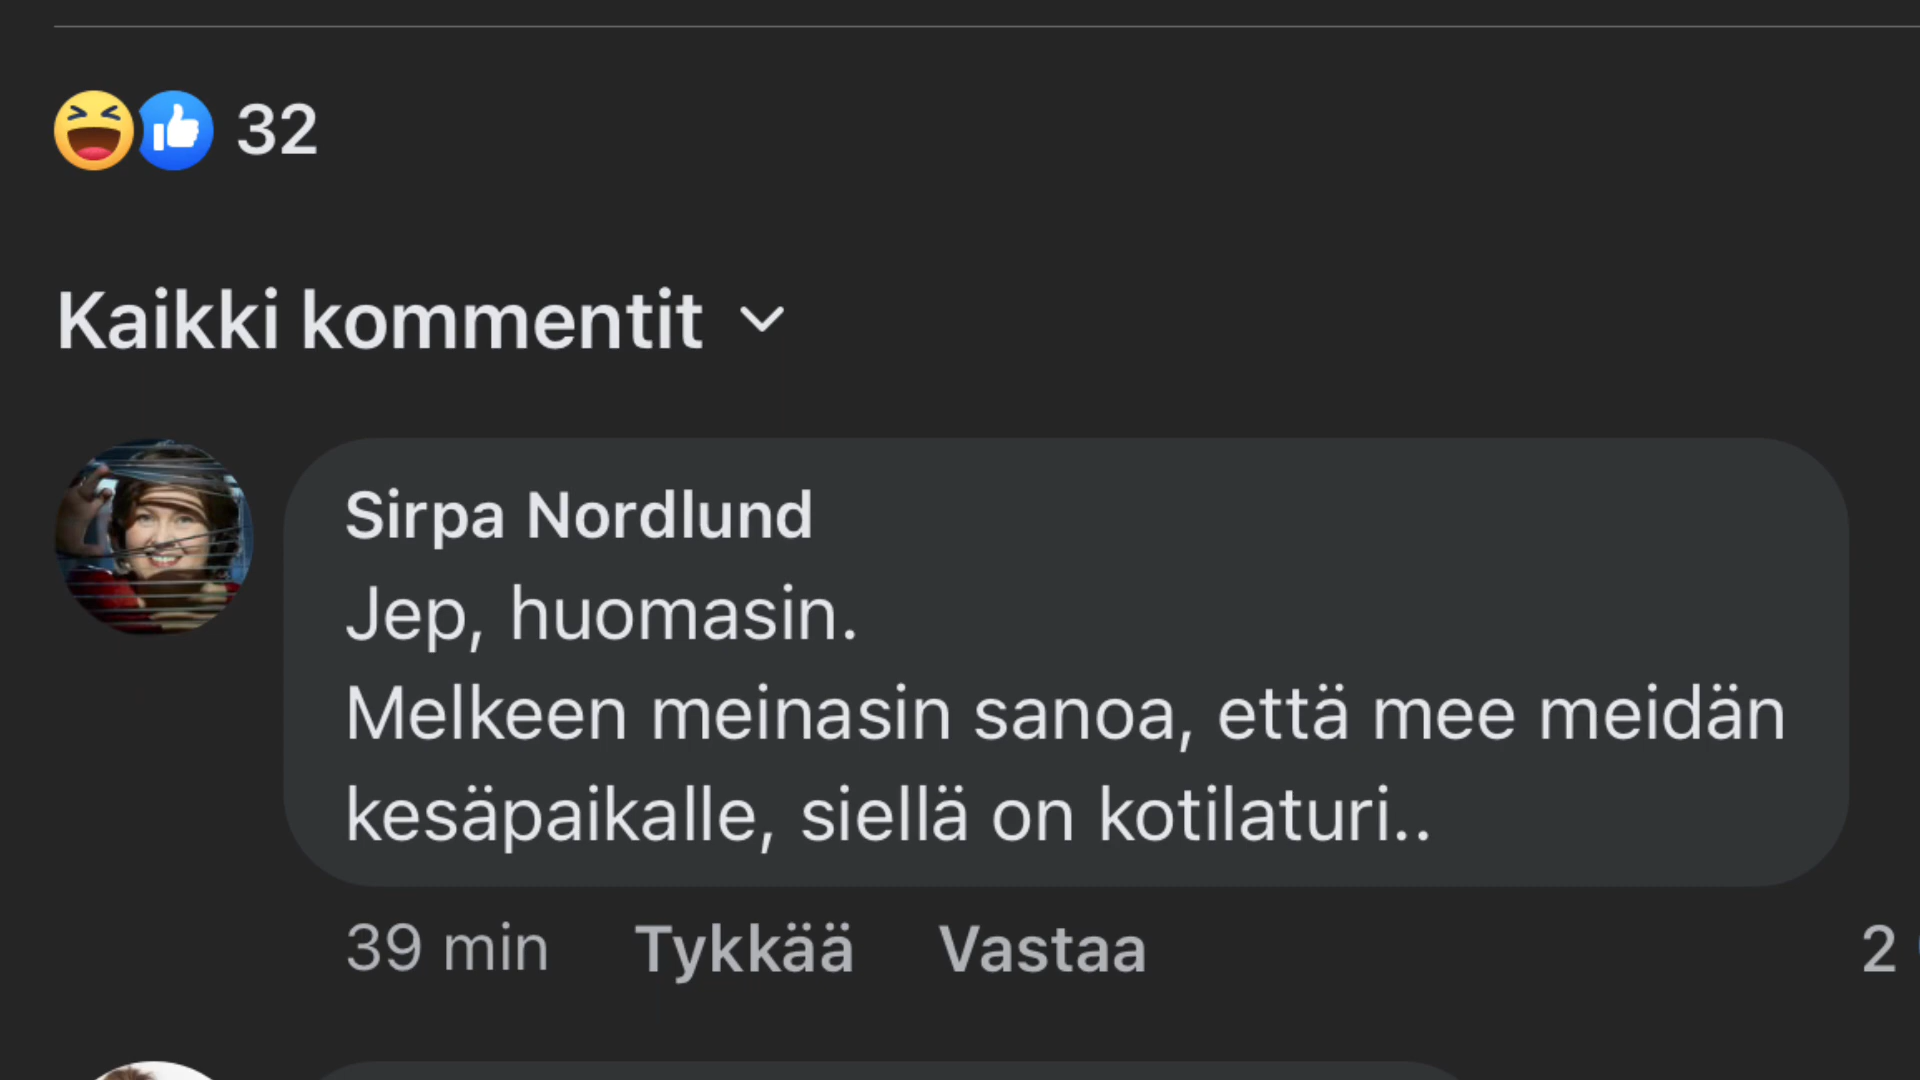 32
Kaikki kommentit
Sirpa Nordlund
Jep, huomasin.
Melkeen meinasin sanoa, että mee meidän
kesäpaikalle, siellä on kotilaturi..
39 min Tykkää Vastaa 2